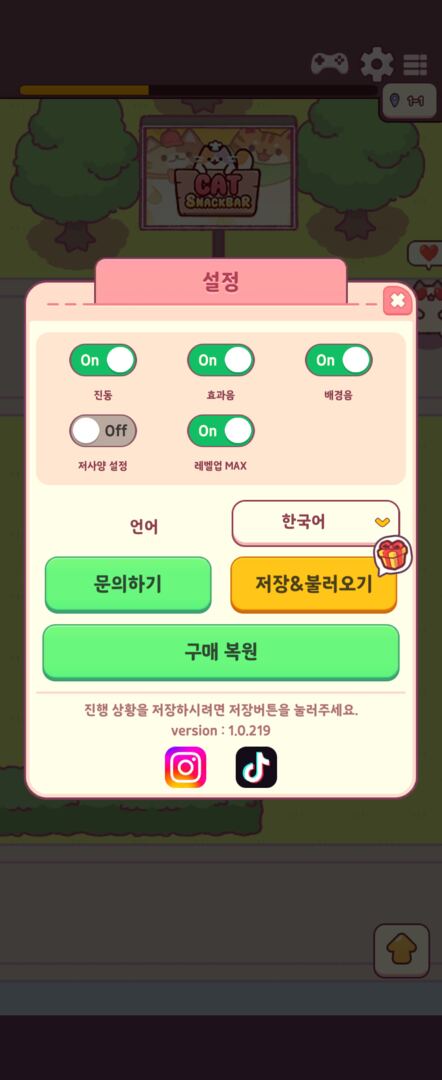 1-1
CAT
SNACKBAR
설정
On
On
On
진동
효과음
배경음
Off
On
저사양 설정
레벨업 MAX
언어
한국어
문의하기
저장&불러오기
구매 복원
진행 상황을 저장하시려면 저장버튼을 눌러주세요.
version : 1.0.219